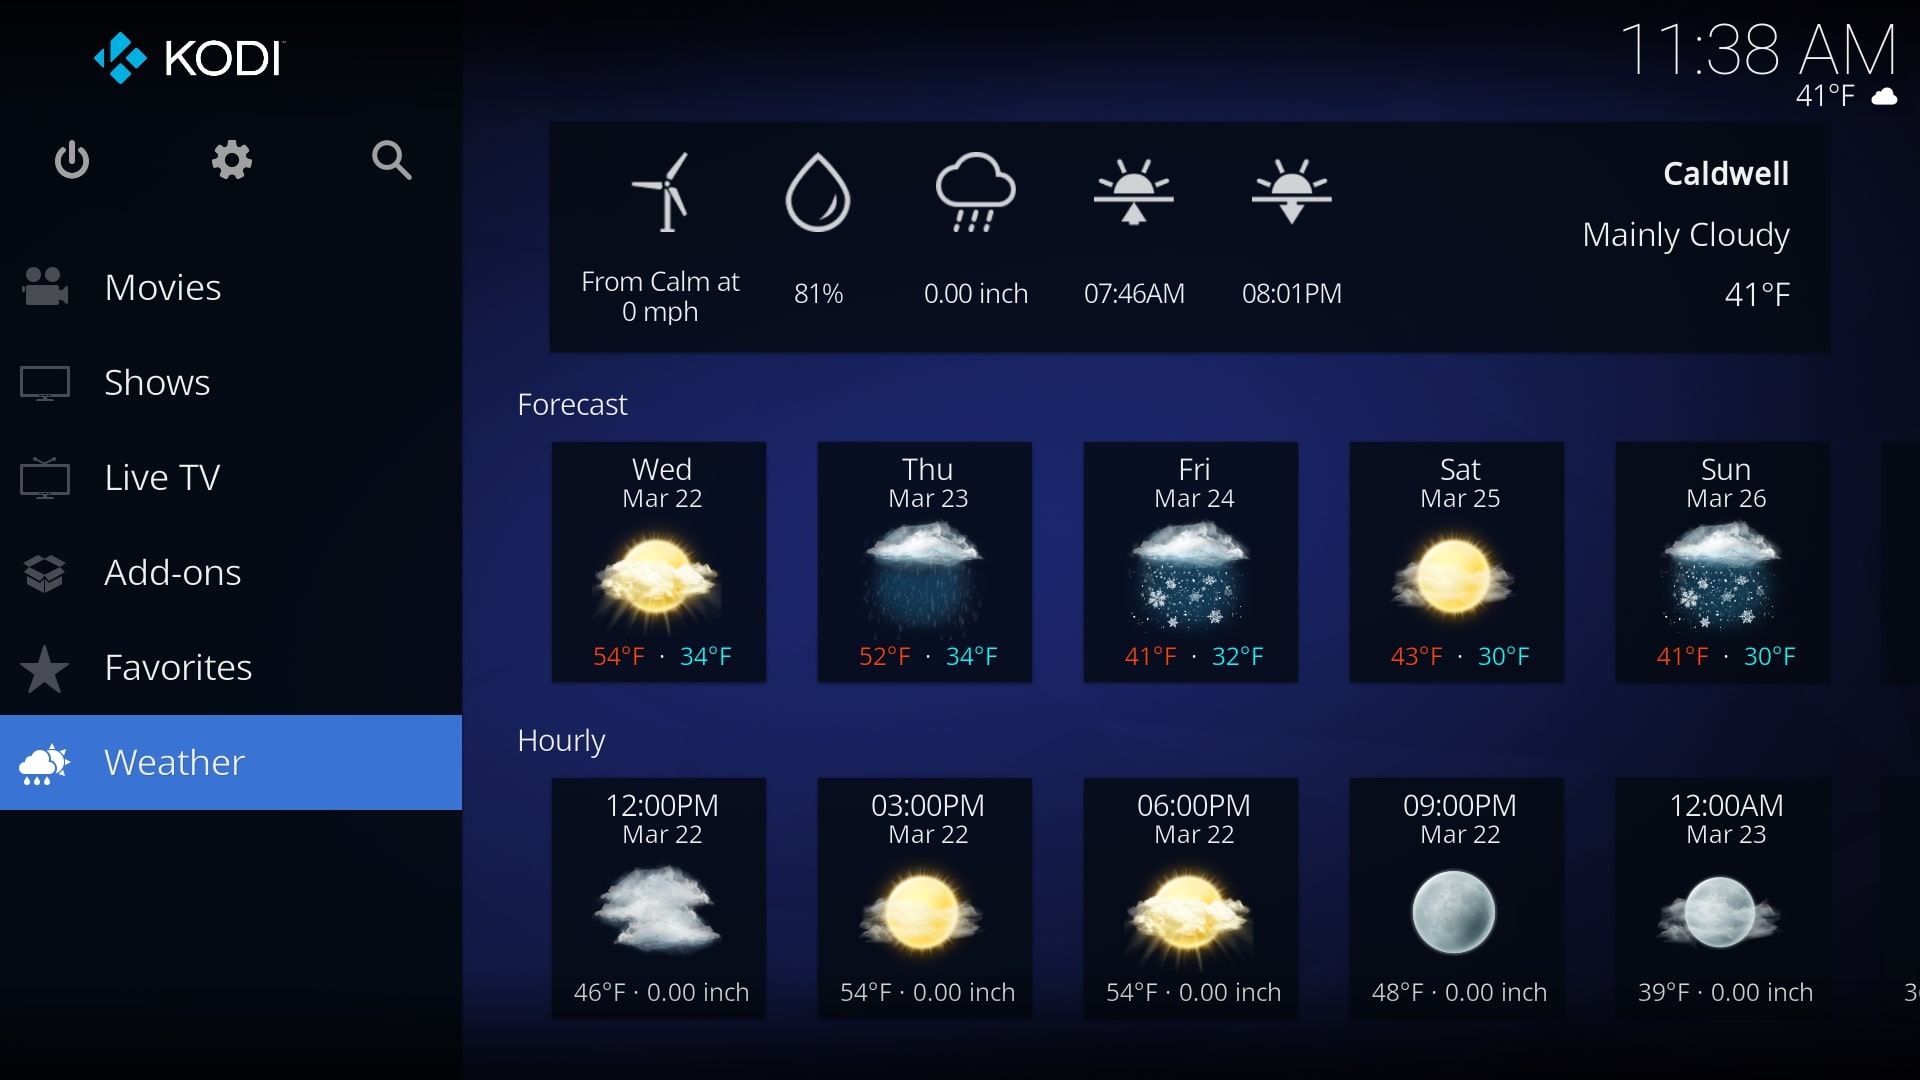 KODI
11:38 AM
41°F
Movies
Shows
Live TV
Add-ons
Favorites
Weather
From Calm at
0 mph
81%
0.00 inch
07:46AM
08:01PM
Caldwell
Mainly Cloudy
41°F
Forecast
Wed
Mar 22
54°F · 34°F
Thu
Mar 23
52°F · 34°F
Fri
Mar 24
41°F · 32°F
Sat
Mar 25
43°F · 30°F
Sun
Mar 26
41°F · 30°F
Hourly
12:00PM
Mar 22
46°F · 0.00 inch
03:00PM
Mar 22
54°F · 0.00 inch
06:00PM
Mar 22
54°F · 0.00 inch
09:00PM
Mar 22
48°F · 0.00 inch
12:00AM
Mar 23
39°F · 0.00 inch